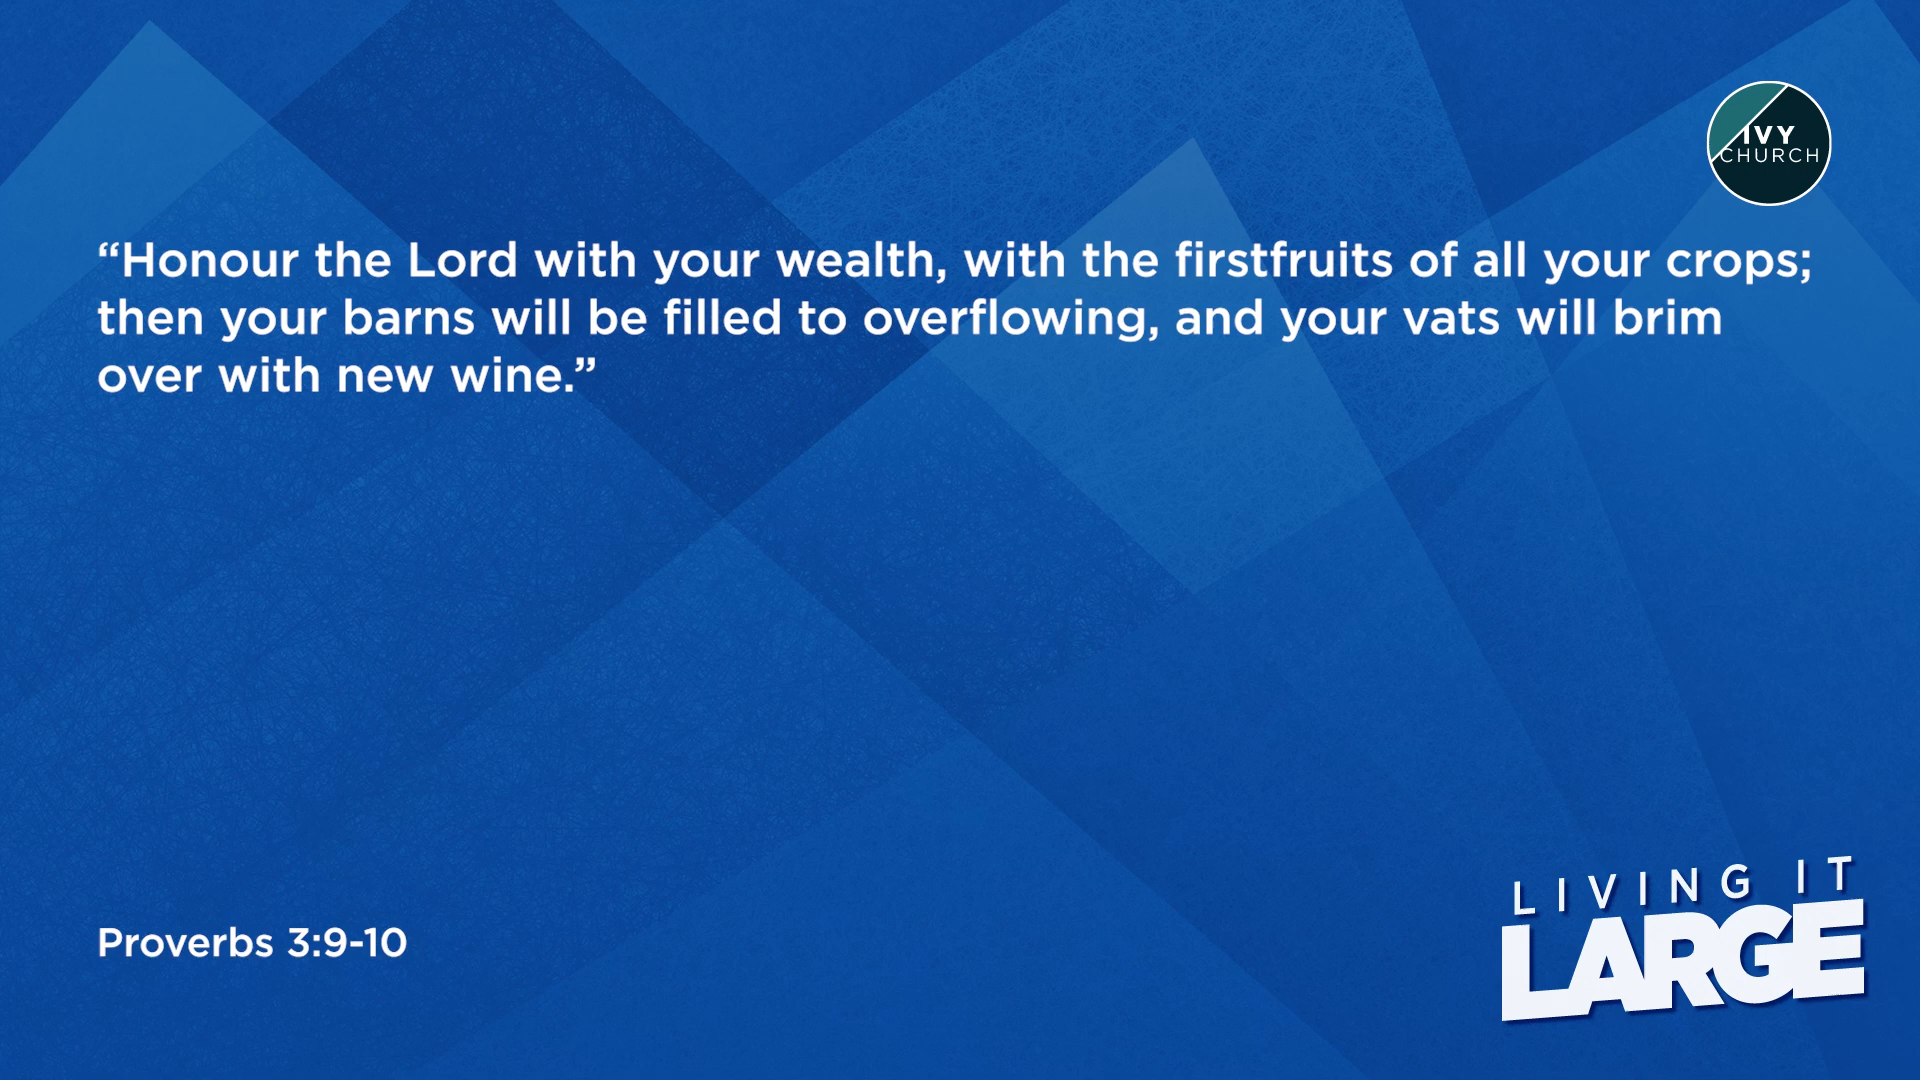 IVY
CHURCH
“Honour the Lord with your wealth, with the firstfruits of all your crops;
then your barns will be filled to overflowing, and your vats will brim
over with new wine.”
Proverbs 3:9-10
LIVING IT
LARGE